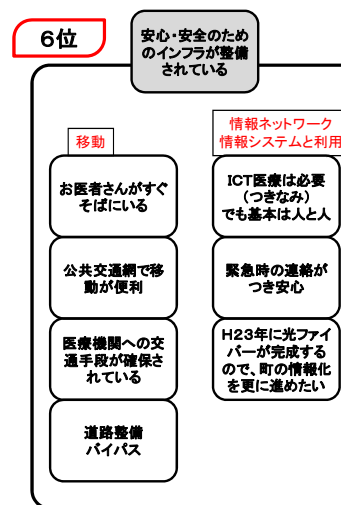 6位
安心・安全のため
のインフラが整備
されている
移動
お医者さんがすぐ
そばにいる
公共交通網で移
動が便利
医療機関への交
通手段が確保さ
れている
道路整備
バイパス
情報ネットワーク
情報システムと利用
ICT医療は必要
（つきなみ）
でも基本は人と人
緊急時の連絡が
つき安心
H23年に光ファイ
バーが完成する
ので、町の情報化
を更に進めたい